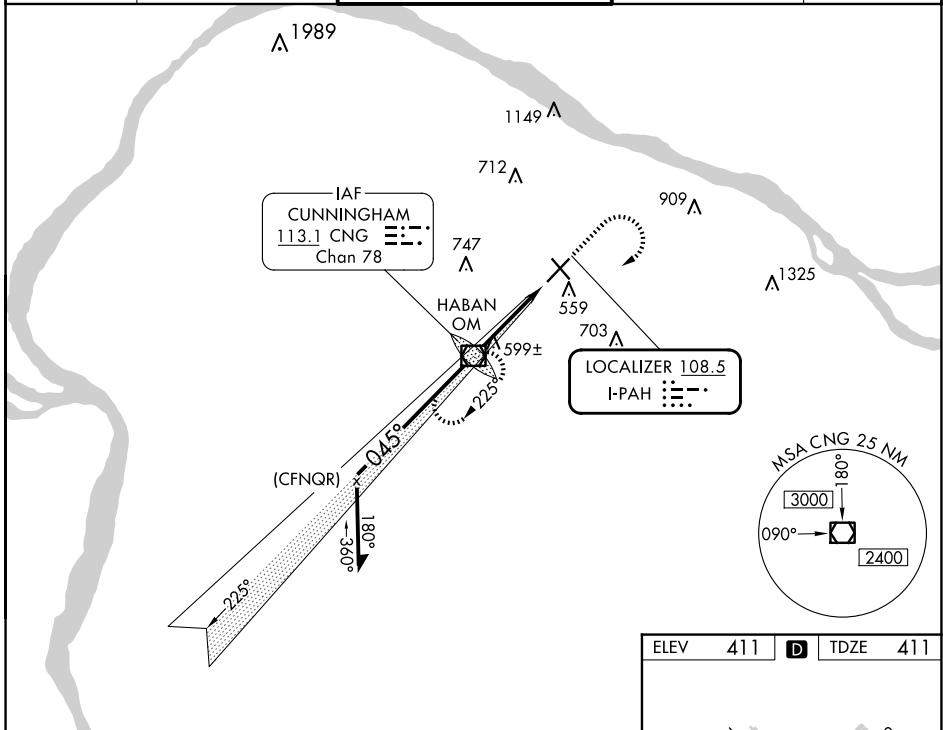 1989
1149
712
909
IAF
CUNNINGHAM
113.1 CNG
Chan 78
747
1325
HABAN
OM
559
599±
703
LOCALIZER 108.5
I-PAH
225°
045°
(CFNQR)
180°
360°
225°
MSA CNG 25 NM
180°
3000
090°
2400
ELEV 411 D TDZE 411